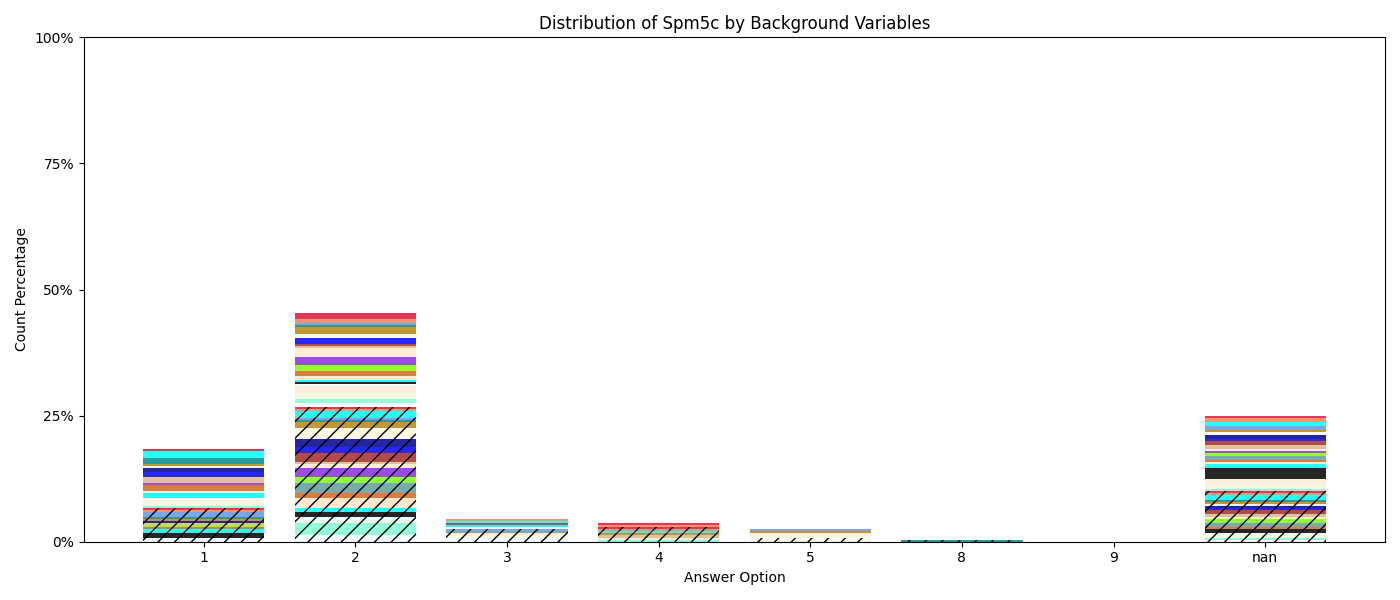 Distribution of Spm5c by Background Variables
100%
75%
50%
25%
0%
Count Percentage
1 2 3 4 5 8 9 nan
Answer Option